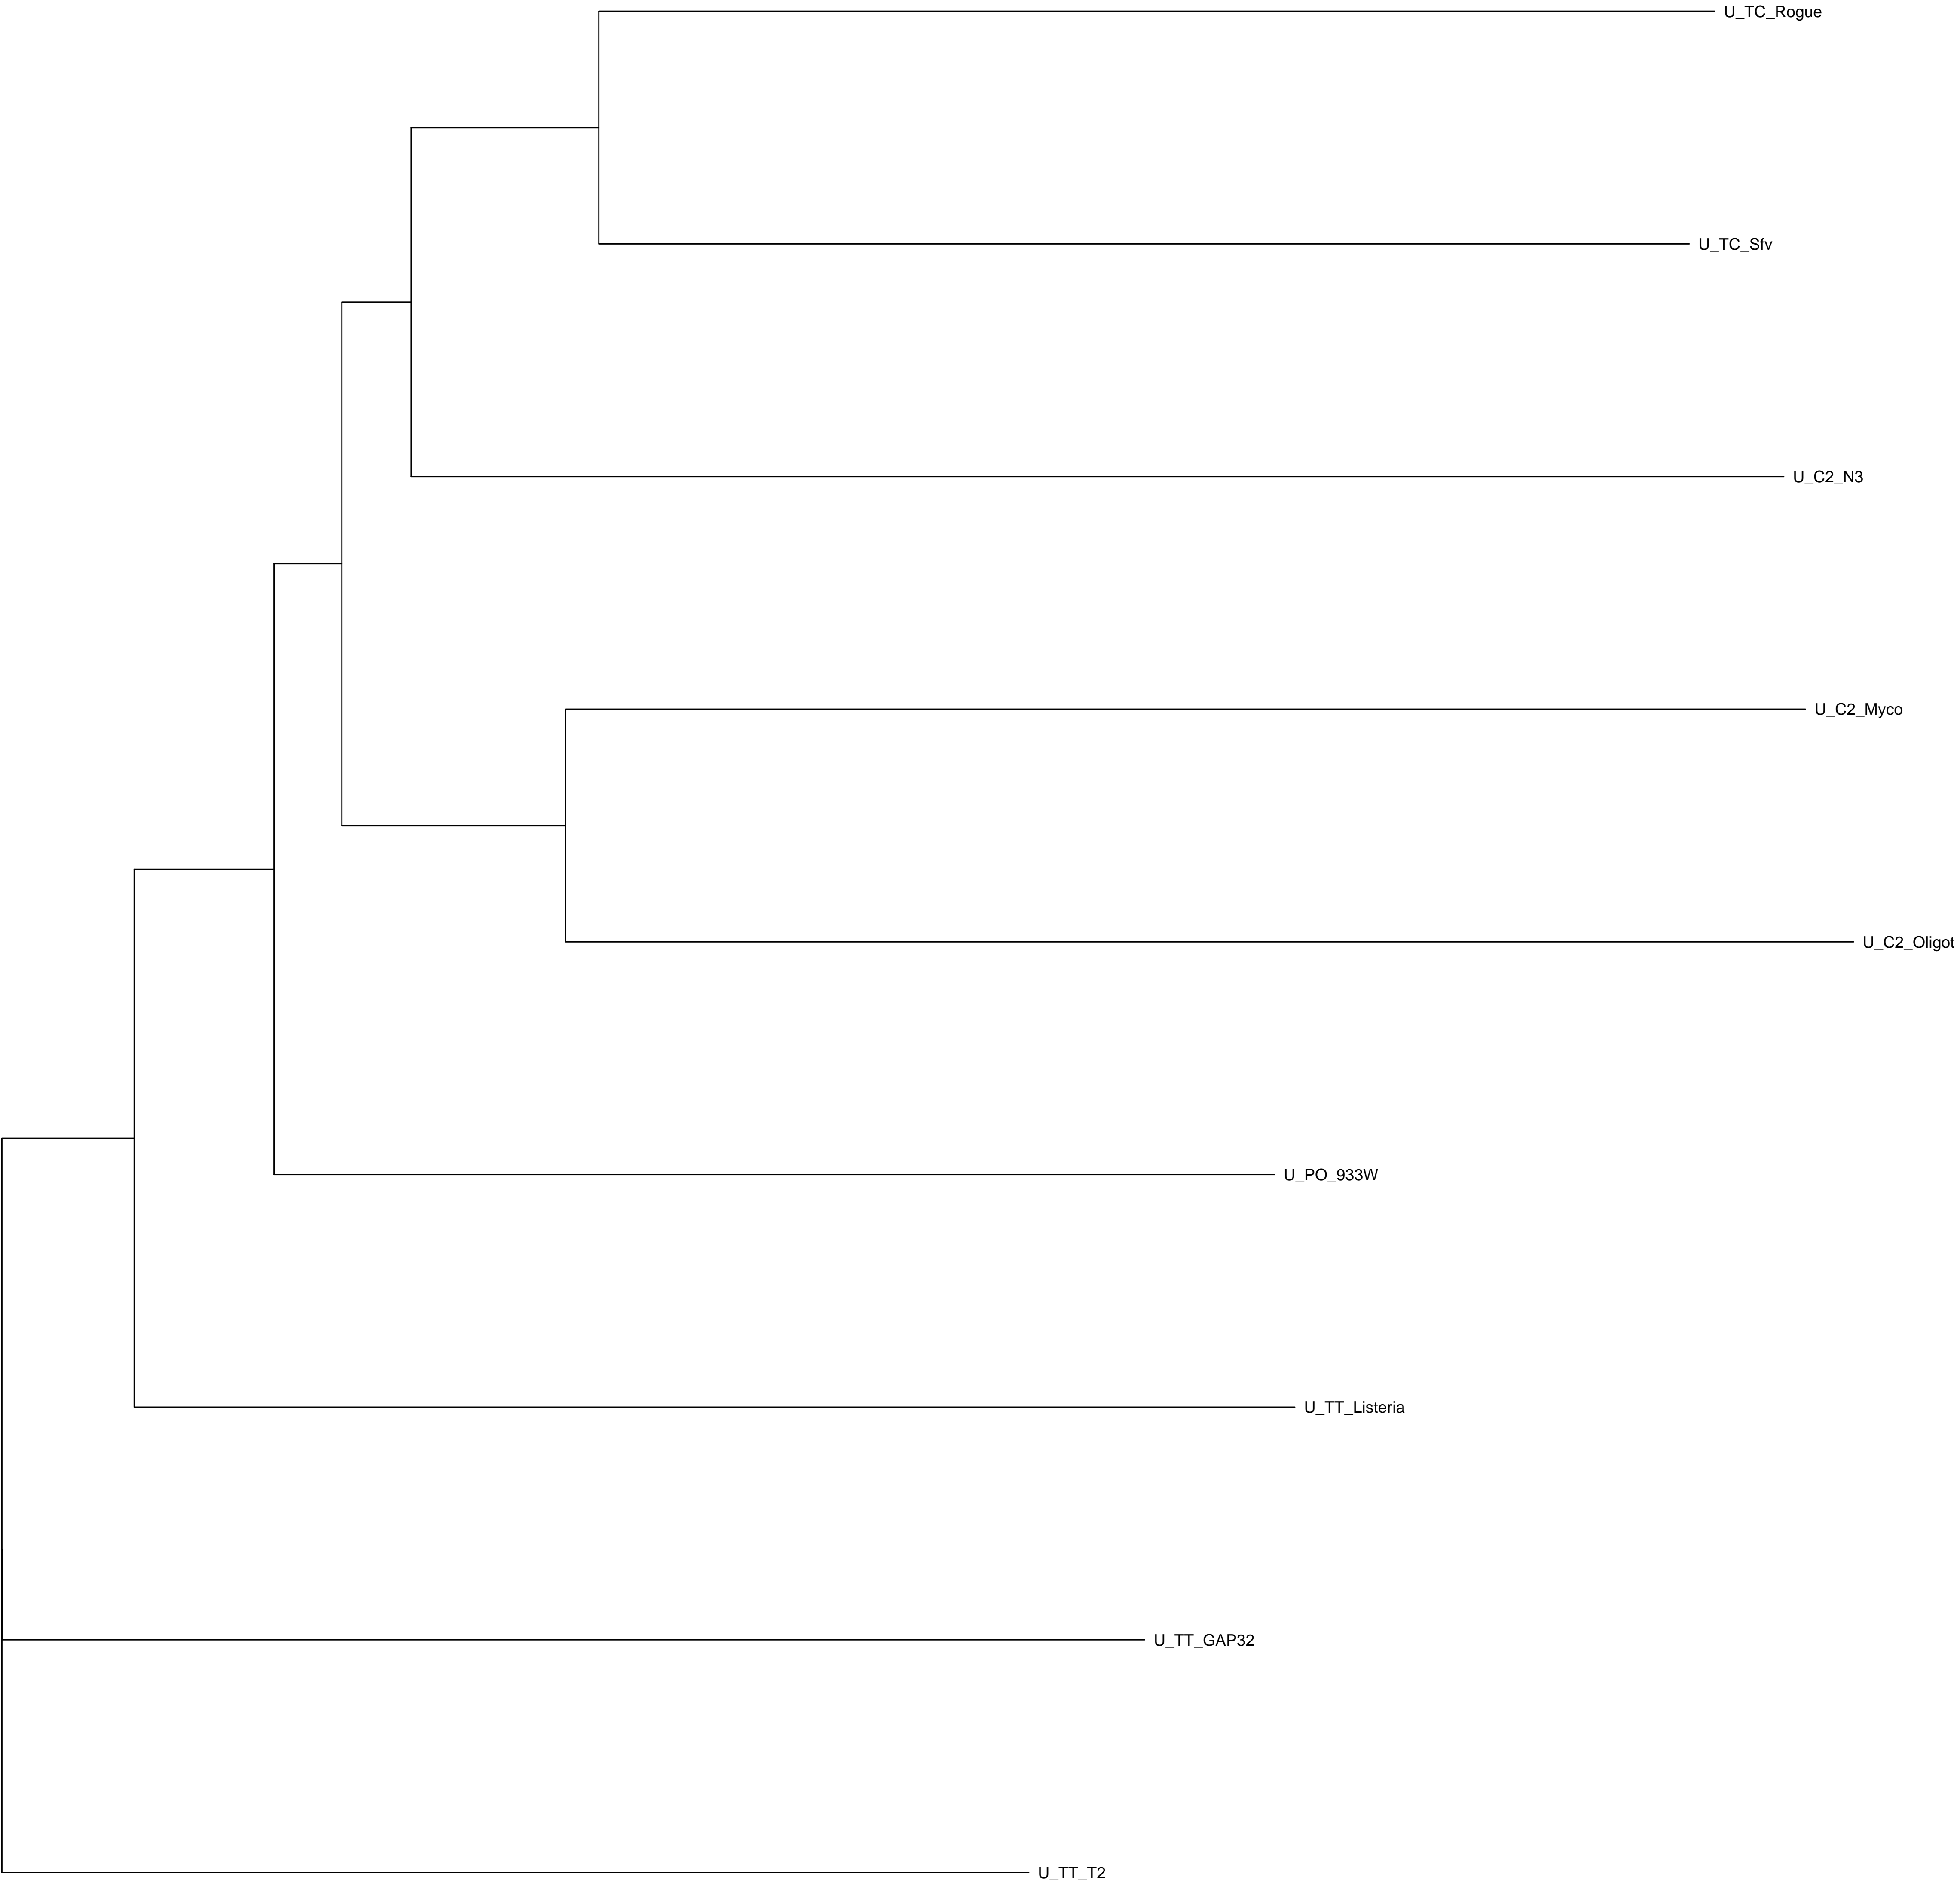 U_TC_Rogue
U_TC_Sfv
U_C2_N3
U_C2_Myco
U_C2_Oligot
U_PO_933W
U_TT_Listeria
U_TT_GAP32
U_TT_T2